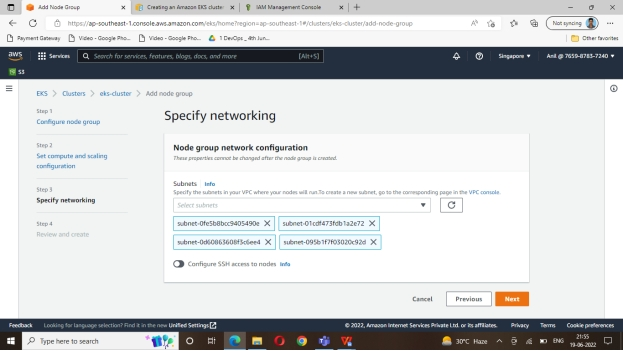 Add Node Group
Creating an Amazon EKS cluster
IAM Management Console
https://ap-southeast-1.console.aws.amazon.com/eks/home?region=ap-southeast-1#/clusters/eks-cluster/add-node-group
Not syncing
Payment Gateway
Video - Google Pho...
Video - Google Pho...
1 DevOps _ 4th Jun...
Other favorites
aws
Services
Search for services, features, blogs, docs, and more
[Alt+S]
Singapore
Anil @ 7659-8783-7240
S3
EKS > Clusters > eks-cluster > Add node group
Step 1
Configure node group
Step 2
Set compute and scaling
configuration
Step 3
Specify networking
Step 4
Review and create
Specify networking
Node group network configuration
These properties cannot be changed after the node group is created.
Subnets Info
Specify the subnets in your VPC where your nodes will run.To create a new subnet, go to the corresponding page in the VPC console.
Select subnets
subnet-0fe5b8bcc9405490e
subnet-01cdf473fdb1a2e72
subnet-0d60863608f3c6ee4
subnet-095b1f7f03020c92d
Configure SSH access to nodes Info
Cancel
Previous
Next
Feedback
Looking for language selection? Find it in the new Unified Settings
© 2022, Amazon Internet Services Private Ltd. or its affiliates.
Privacy
Terms
Cookie preferences
Type here to search
30°C Haze
ENG
21:55
19-06-2022